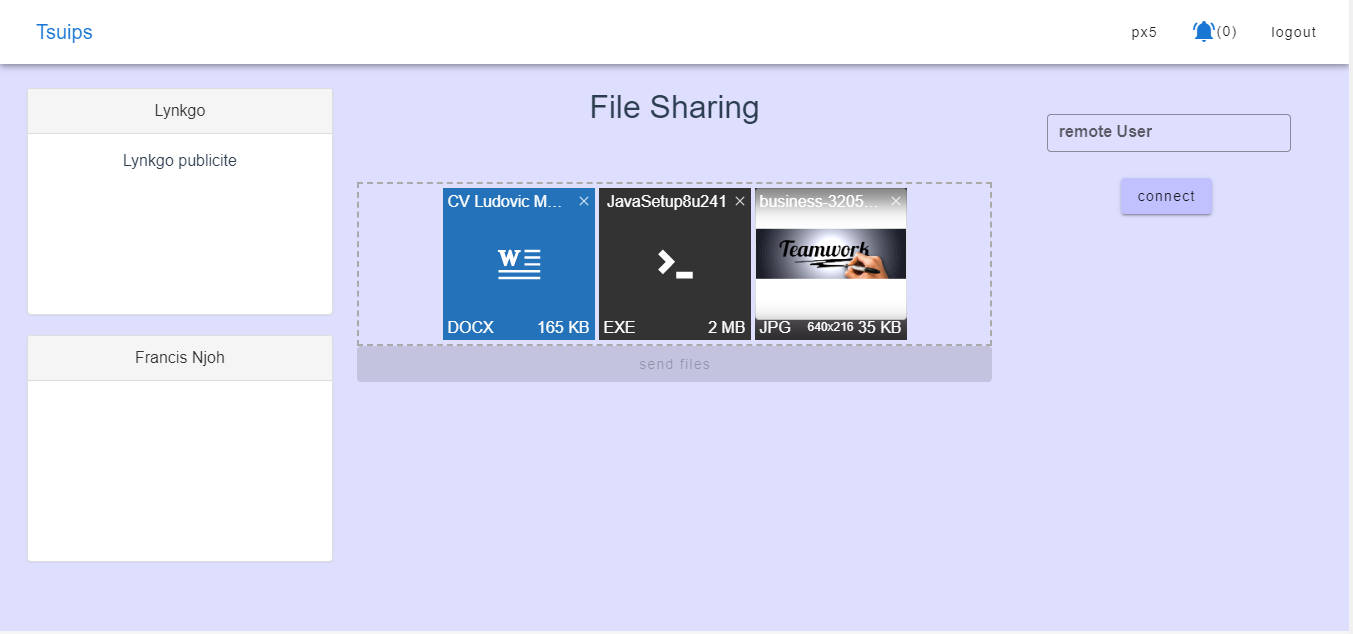 Tsuips
px5
(0)
logout
Lynkgo
Lynkgo publicite
Francis Njoh
File Sharing
CV Ludovic M...
DOCX 165 KB
JavaSetup8u241
EXE 2 MB
business-3205...
Teamwork
JPG 640x216 35 KB
send files
remote User
connect